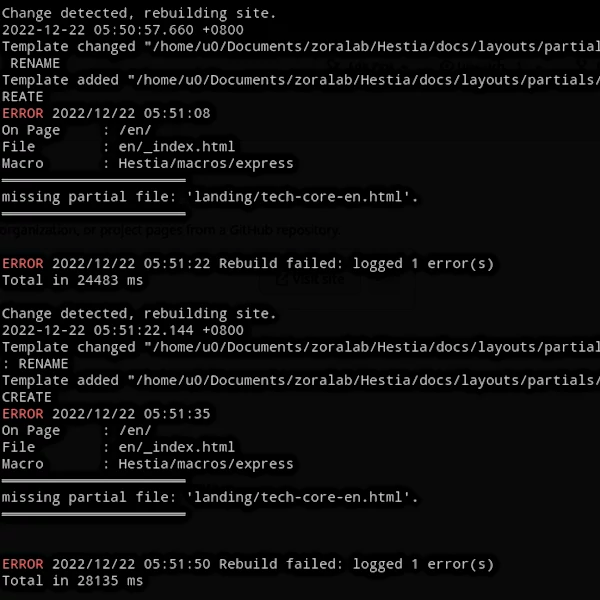 Change detected, rebuilding site.
2022-12-22 05:50:57.660 +0800
Template changed "/home/u0/Documents/zoralab/Hestia/docs/layouts/partial
 RENAME
Template added "/home/u0/Documents/zoralab/Hestia/docs/layouts/partials/
REATE
ERROR 2022/12/22 05:51:08
On Page     : /en/
File        : en/_index.html
Macro       : Hestia/macros/express
missing partial file: 'landing/tech-core-en.html'.
organization, or project pages from a GitHub repository.
ERROR 2022/12/22 05:51:22 Rebuild failed: logged 1 error(s)
Total in 24483 ms
Visit site
Change detected, rebuilding site.
2022-12-22 05:51:22.144 +0800
Template changed "/home/u0/Documents/zoralab/Hestia/docs/layouts/partial
: RENAME
Template added "/home/u0/Documents/zoralab/Hestia/docs/layouts/partials/
CREATE
ERROR 2022/12/22 05:51:35
On Page     : /en/
File        : en/_index.html
Macro       : Hestia/macros/express
missing partial file: 'landing/tech-core-en.html'.
ERROR 2022/12/22 05:51:50 Rebuild failed: logged 1 error(s)
Total in 28135 ms